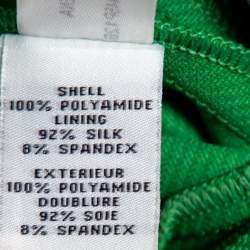 SHELL
100% POLYAMIDE
LINING
92% SILK
8% SPANDEX
EXTERIEUR
100% POLYAMIDE
DOUBLURE
92% SOIE
8% SPANDEX